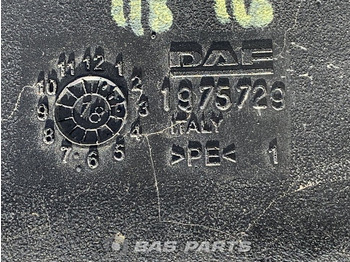 DAF
1975729
ITALY
>PE< 1
11 12 1
10 2
9 18 3
8 4
7 6 5
BAS PARTS